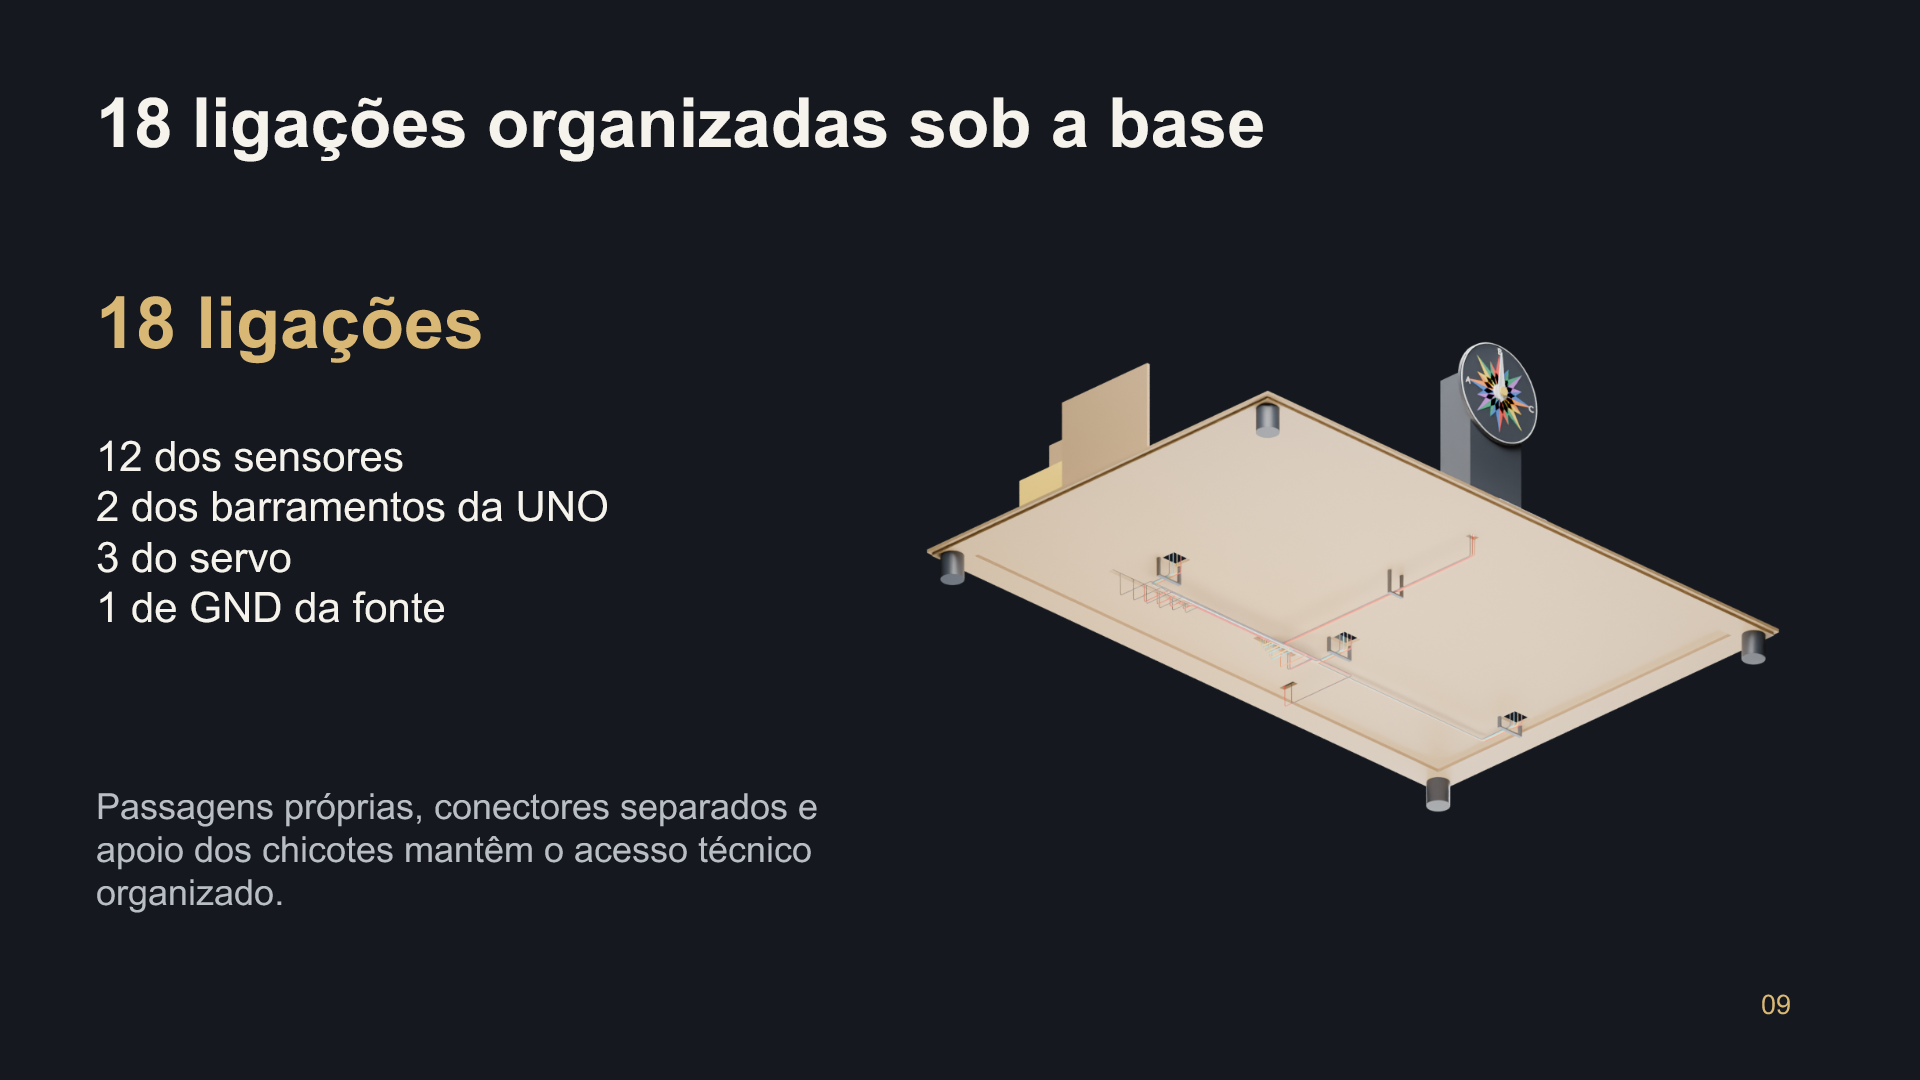 18 ligações organizadas sob a base
18 ligações
12 dos sensores
2 dos barramentos da UNO
3 do servo
1 de GND da fonte
Passagens próprias, conectores separados e
apoio dos chicotes mantêm o acesso técnico
organizado.
09